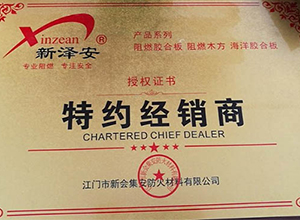 Xinzean®
新泽安
专业耐燃 专注安全
产品系列
阻燃胶合板 阻燃木方 海洋胶合板
授权证书
特约经销商
CHARTERED CHIEF DEALER
江门市新会集安防火材料有限公司